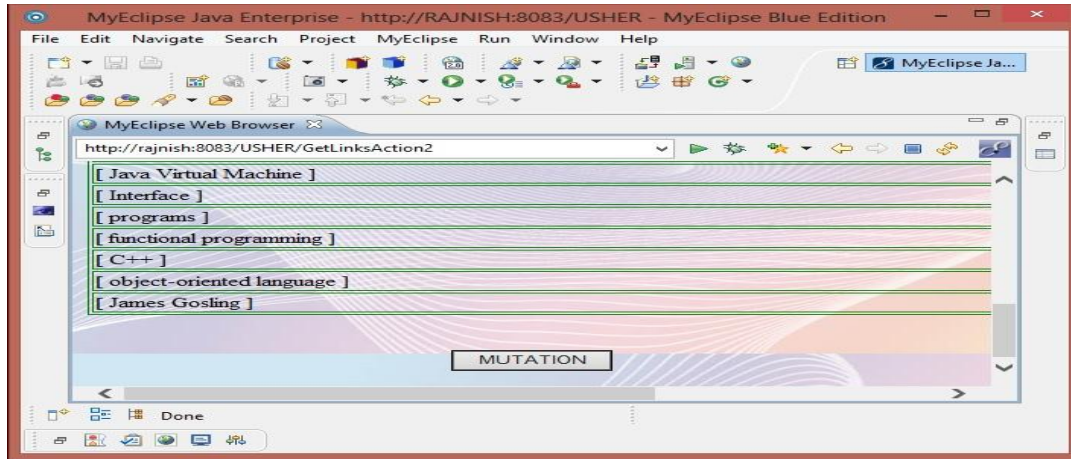 MyEclipse Java Enterprise - http://RAJNISH:8083/USHER - MyEclipse Blue Edition
File Edit Navigate Search Project MyEclipse Run Window Help
MyEclipse Ja...
MyEclipse Web Browser
http://rajnish:8083/USHER/GetLinksAction2
[ Java Virtual Machine ]
[ Interface ]
[ programs ]
[ functional programming ]
[ C++ ]
[ object-oriented language ]
[ James Gosling ]
MUTATION
Done